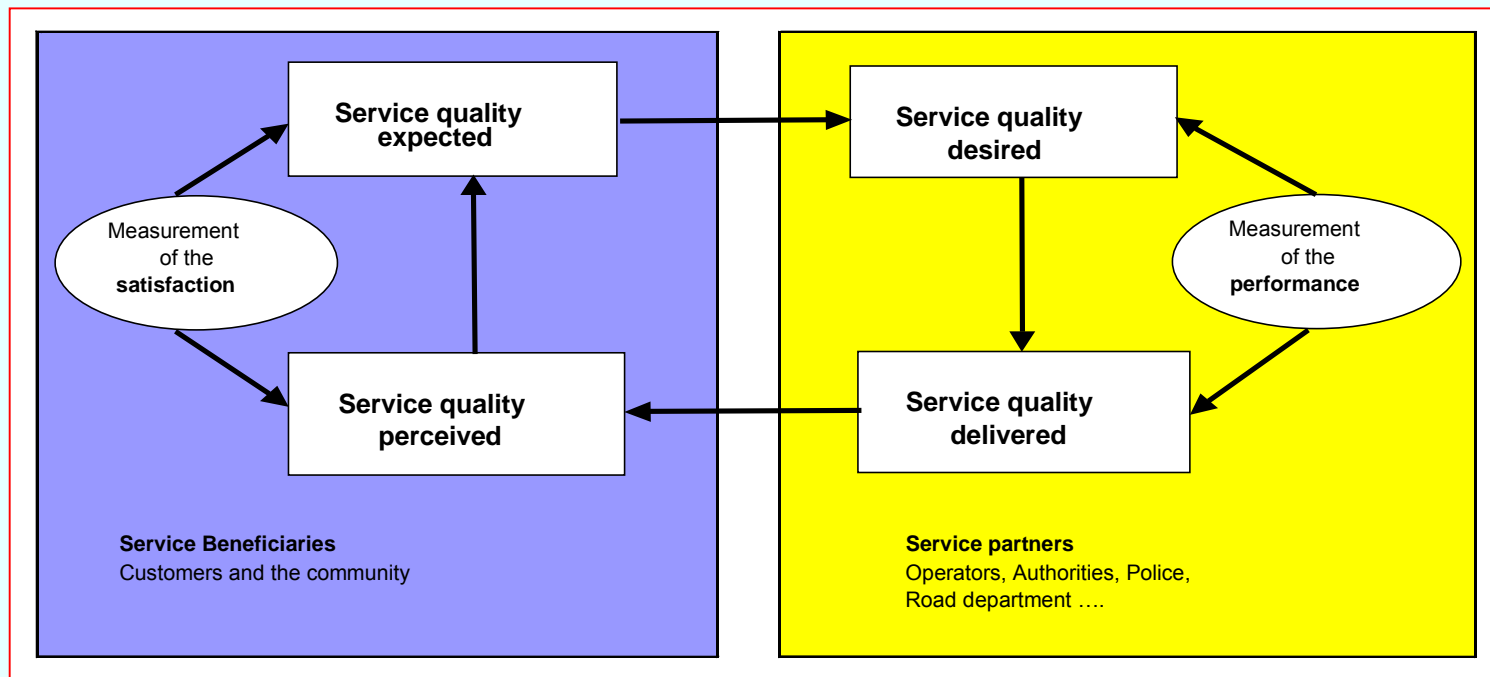 Service quality
expected
Service quality
desired
Measurement
of the
satisfaction
Measurement
of the
performance
Service quality
perceived
Service quality
delivered
Service Beneficiaries
Customers and the community
Service partners
Operators, Authorities, Police,
Road department ….